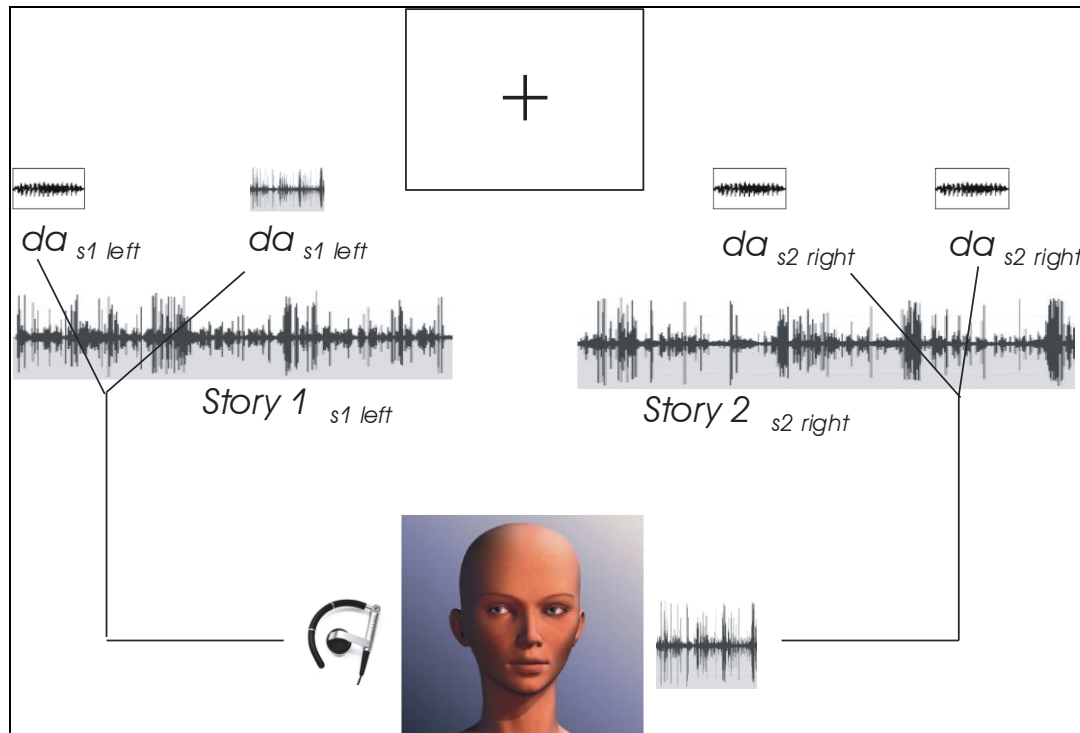 da s1 left
da s1 left
da s2 right
da s2 right
Story 1 s1 left
Story 2 s2 right